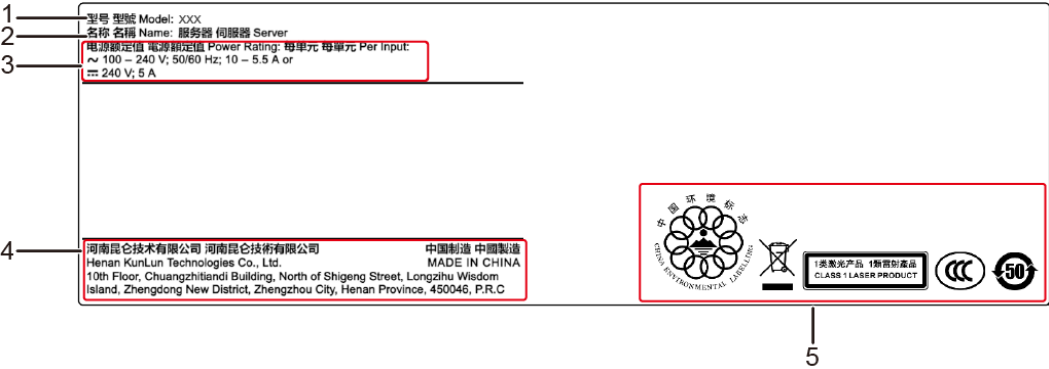 1
型号 型號 Model: XXX
2
名称 名稱 Name: 服务器 伺服器 Server
3
电源额定值 電源額定值 Power Rating: 每单元 每單元 Per Input:
～ 100 – 240 V; 50/60 Hz; 10 – 5.5 A or
⎓ 240 V; 5 A
4
河南昆仑技术有限公司 河南昆侖技術有限公司 中国制造 中國製造
Henan KunLun Technologies Co., Ltd. MADE IN CHINA
10th Floor, Chuangzhitiandi Building, North of Shigeng Street, Longzihu Wisdom
Island, Zhengdong New District, Zhengzhou City, Henan Province, 450046, P.R.C
中国环境标志
CHINA ENVIRONMENTAL LABELLING
1类激光产品 1類雷射產品
CLASS 1 LASER PRODUCT
CCC
50
5